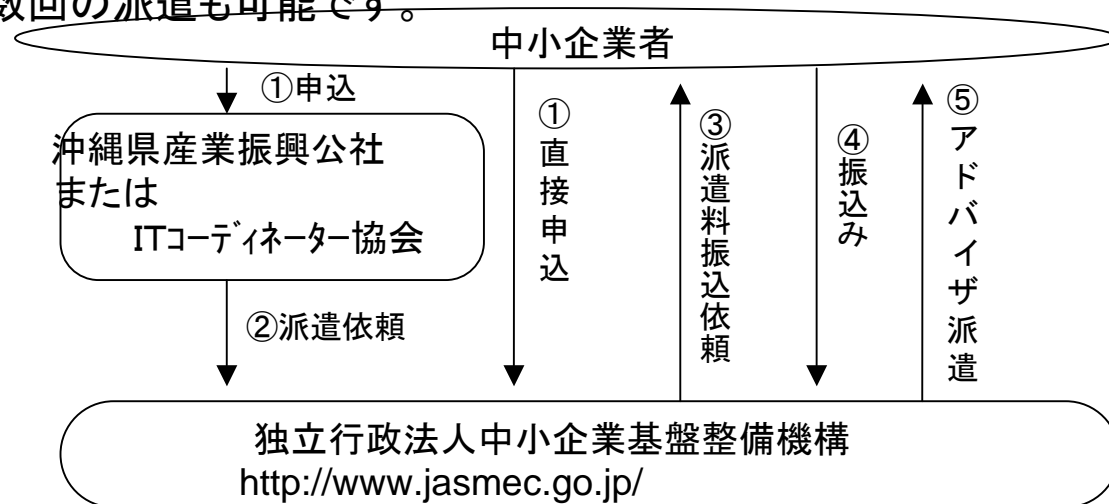 数回の派遣も可能です。
中小企業者
①申込
沖縄県産業振興公社
または
ITコーディネーター協会
②派遣依頼
①直接申込
③派遣料振込依頼
④振込み
⑤アドバイザ派遣
独立行政法人中小企業基盤整備機構
http://www.jasmec.go.jp/